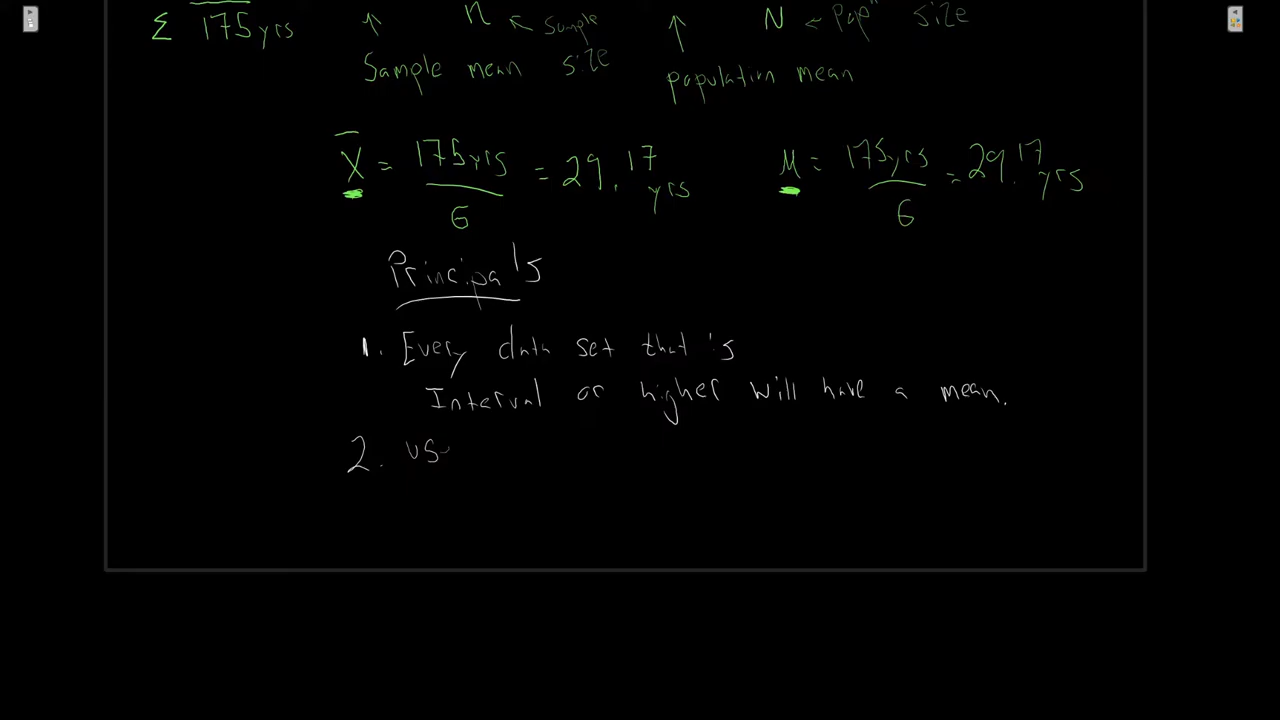 Σ 175yrs
↑ n ← Sample size
Sample mean
↑ N ← Pop" size
population mean
X̄ = 175yrs / 6 = 29.17 yrs
M = 175yrs / 6 = 29.17 yrs
Principals
1. Every data set that is
Interval or higher will have a mean.
2. us